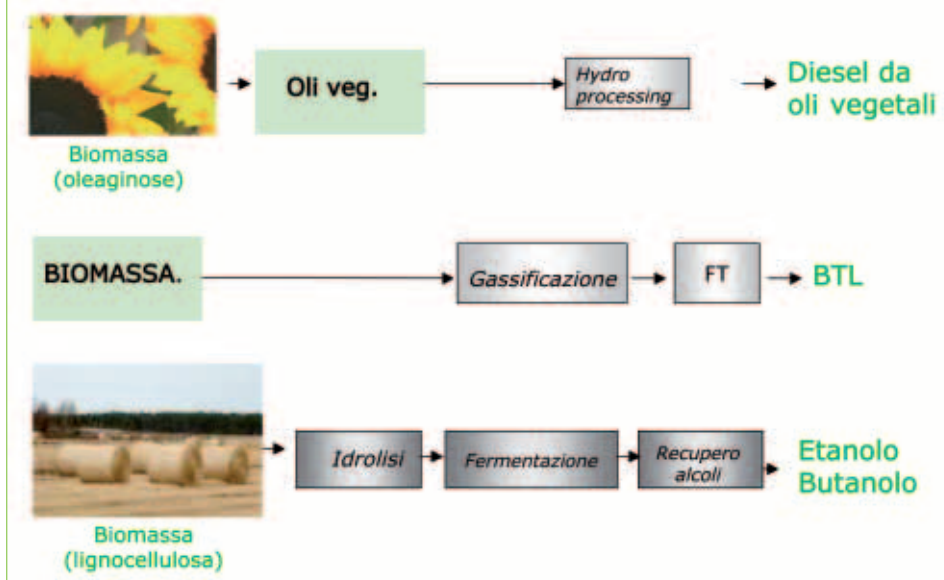 Biomassa
(oleaginose)
Oli veg.
Hydro
processing
Diesel da
oli vegetali
BIOMASSA.
Gassificazione
FT
BTL
Biomassa
(lignocellulosa)
Idrolisi
Fermentazione
Recupero
alcoli
Etanolo
Butanolo